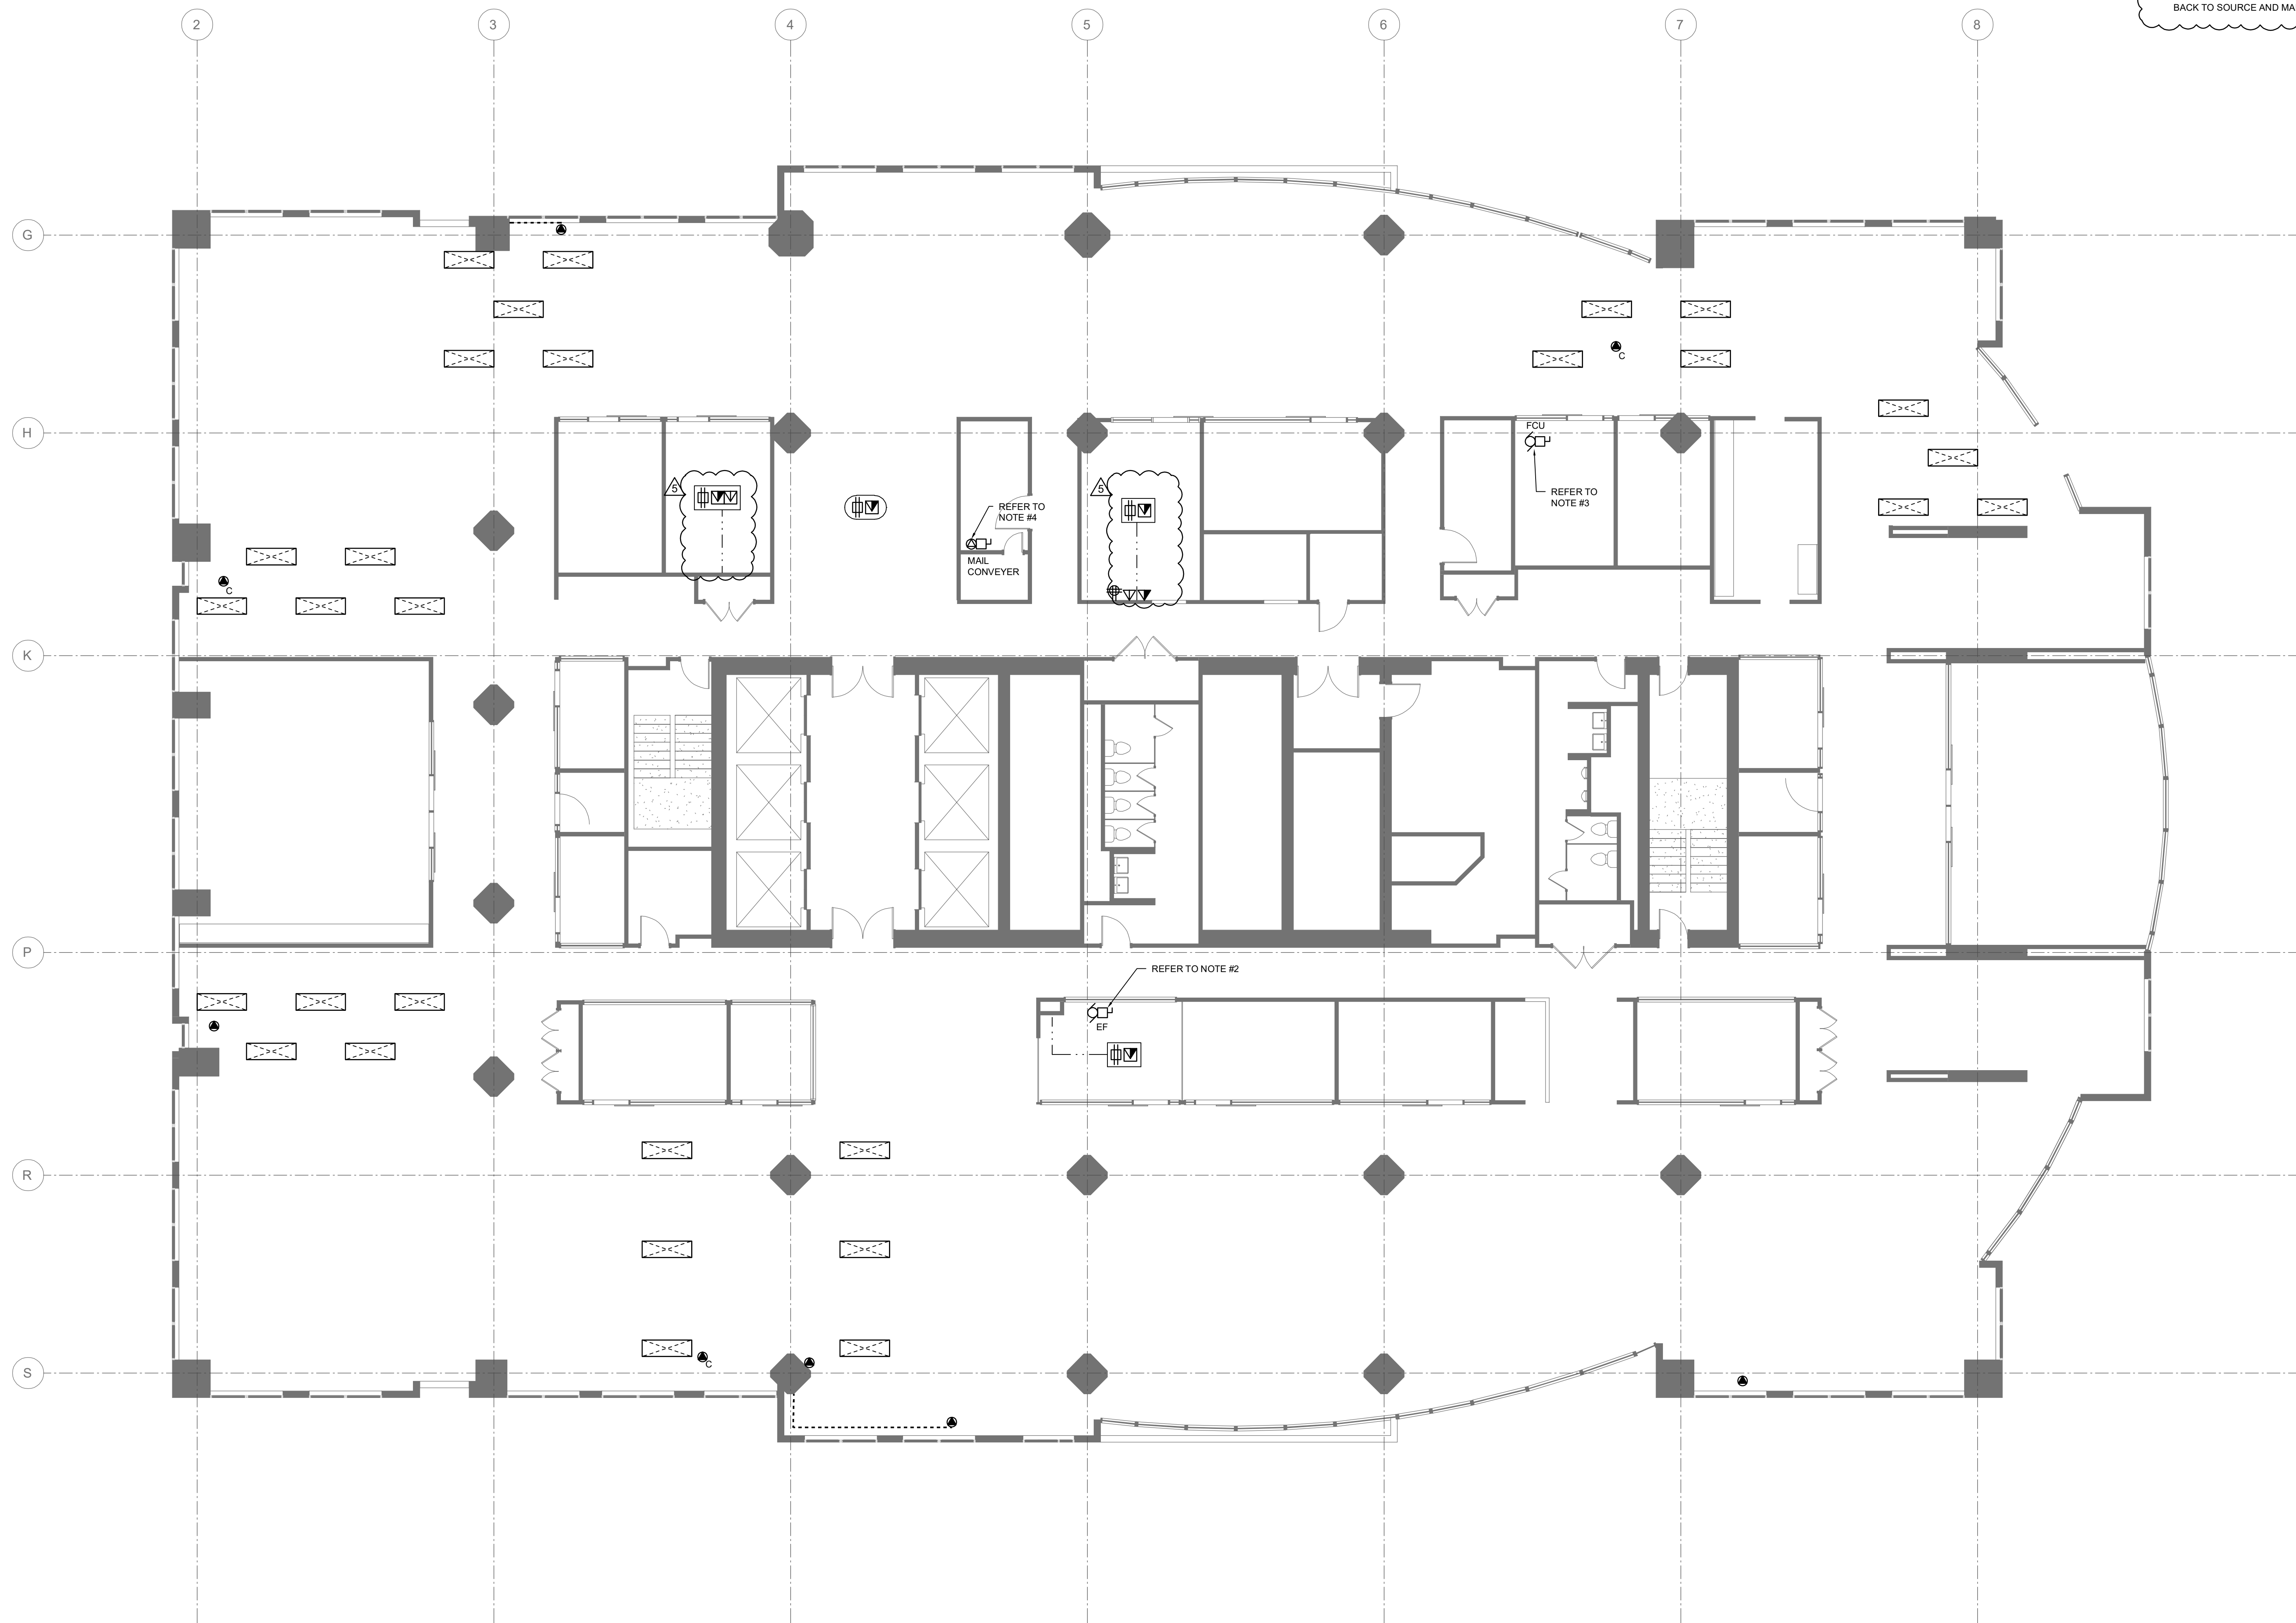 BACK TO SOURCE AND MA
2
3
4
5
6
7
8
G
C
C
H
FCU
5
5
REFER TO
NOTE #3
REFER TO
NOTE #4
MAIL
CONVEYER
K
P
REFER TO NOTE #2
EF
R
C
S